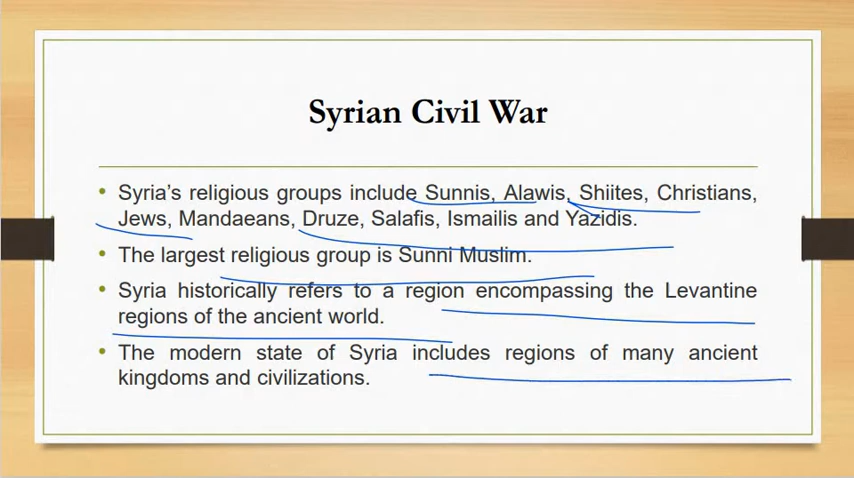 Syrian Civil War
• Syria’s religious groups include Sunnis, Alawis, Shiites, Christians,
Jews, Mandaeans, Druze, Salafis, Ismailis and Yazidis.
• The largest religious group is Sunni Muslim.
• Syria historically refers to a region encompassing the Levantine
regions of the ancient world.
• The modern state of Syria includes regions of many ancient
kingdoms and civilizations.